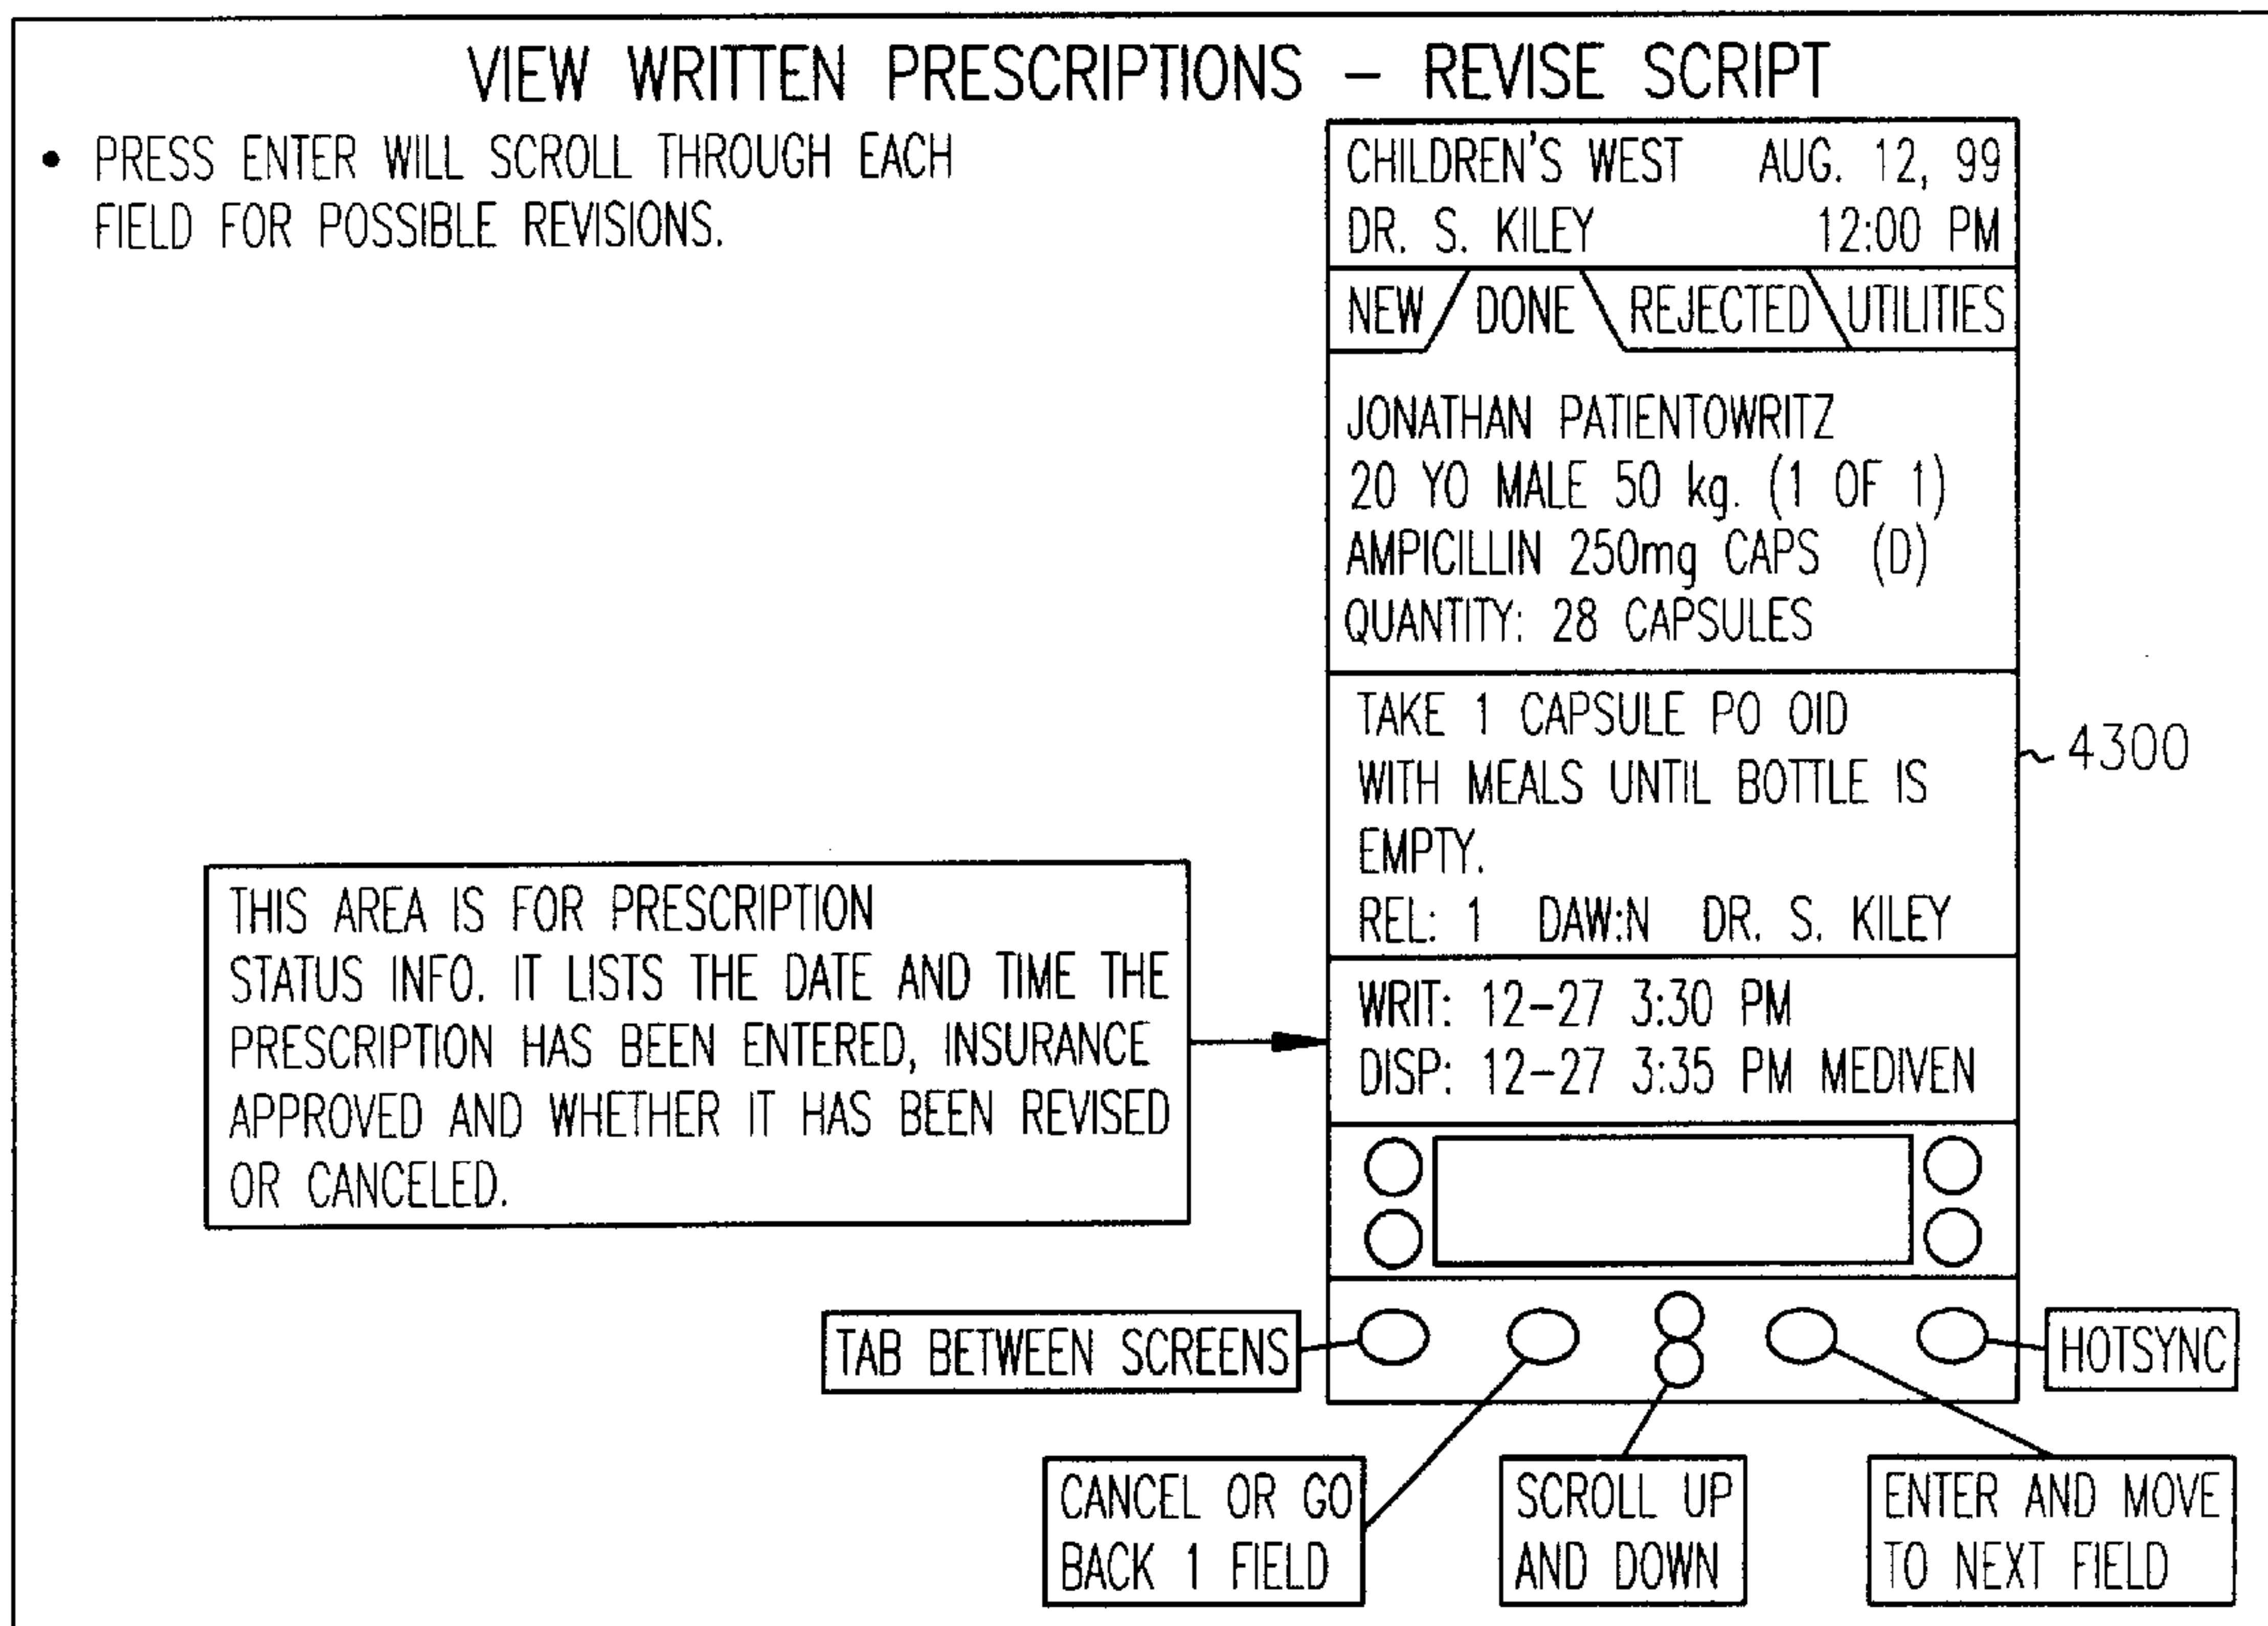 VIEW WRITTEN PRESCRIPTIONS – REVISE SCRIPT
• PRESS ENTER WILL SCROLL THROUGH EACH
FIELD FOR POSSIBLE REVISIONS.
CHILDREN'S WEST AUG. 12, 99
DR. S. KILEY 12:00 PM
NEW DONE REJECTED UTILITIES
JONATHAN PATIENTOWRITZ
20 YO MALE 50 kg. (1 OF 1)
AMPICILLIN 250mg CAPS (D)
QUANTITY: 28 CAPSULES
TAKE 1 CAPSULE PO OID
WITH MEALS UNTIL BOTTLE IS
EMPTY.
REL: 1 DAW:N DR. S. KILEY
4300
THIS AREA IS FOR PRESCRIPTION
STATUS INFO. IT LISTS THE DATE AND TIME THE
PRESCRIPTION HAS BEEN ENTERED, INSURANCE
APPROVED AND WHETHER IT HAS BEEN REVISED
OR CANCELED.
WRIT: 12–27 3:30 PM
DISP: 12–27 3:35 PM MEDIVEN
TAB BETWEEN SCREENS
HOTSYNC
CANCEL OR GO
BACK 1 FIELD
SCROLL UP
AND DOWN
ENTER AND MOVE
TO NEXT FIELD